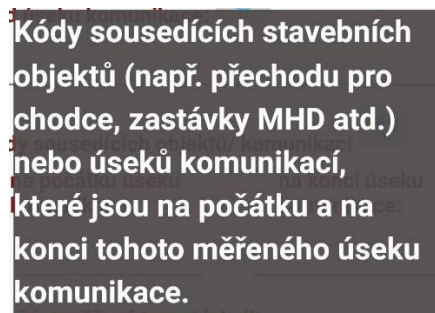 Kódy sousedících stavebních
objektů (např. přechodu pro
chodce, zastávky MHD atd.)
nebo úseků komunikací,
které jsou na počátku a na
konci tohoto měřeného úseku
komunikace.